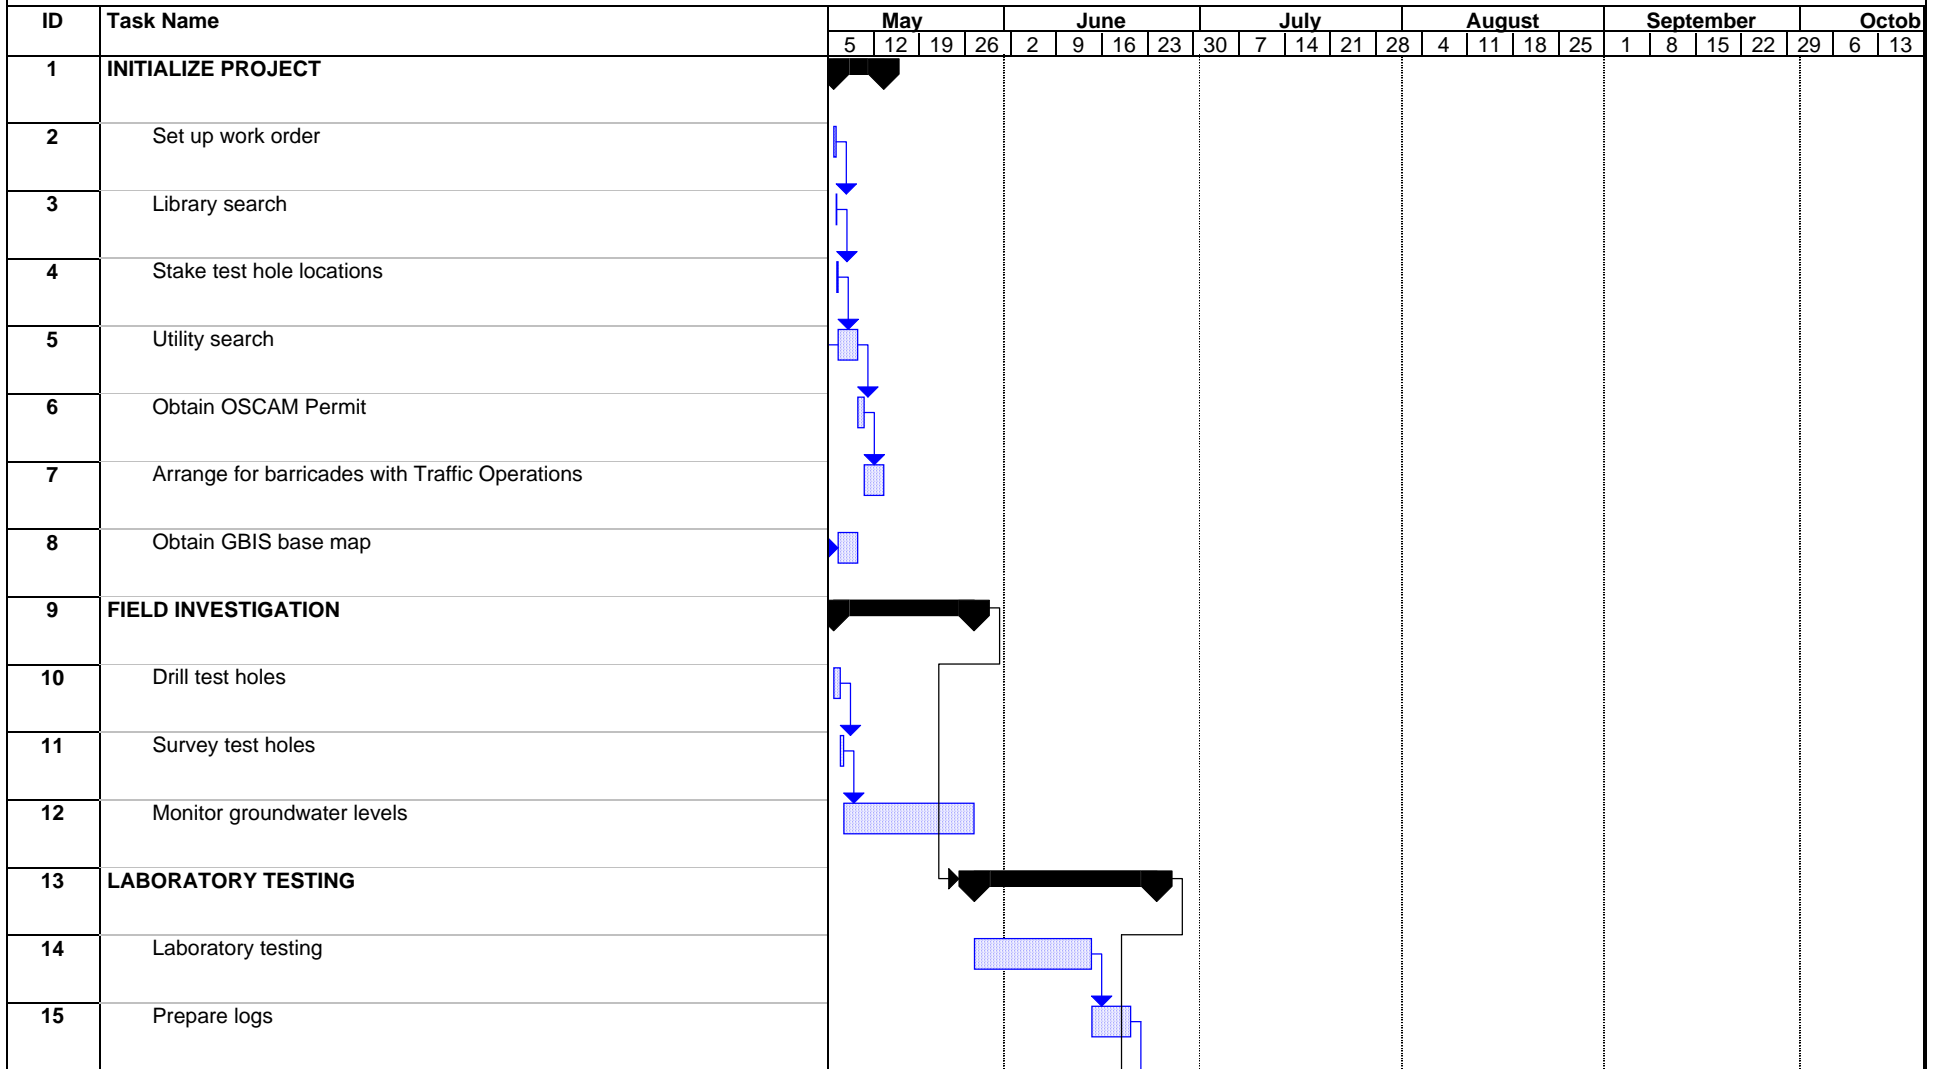 ID Task Name May June July August September Octob
5 12 19 26 2 9 16 23 30 7 14 21 28 4 11 18 25 1 8 15 22 29 6 13
1 INITIALIZE PROJECT
2 Set up work order
3 Library search
4 Stake test hole locations
5 Utility search
6 Obtain OSCAM Permit
7 Arrange for barricades with Traffic Operations
8 Obtain GBIS base map
9 FIELD INVESTIGATION
10 Drill test holes
11 Survey test holes
12 Monitor groundwater levels
13 LABORATORY TESTING
14 Laboratory testing
15 Prepare logs